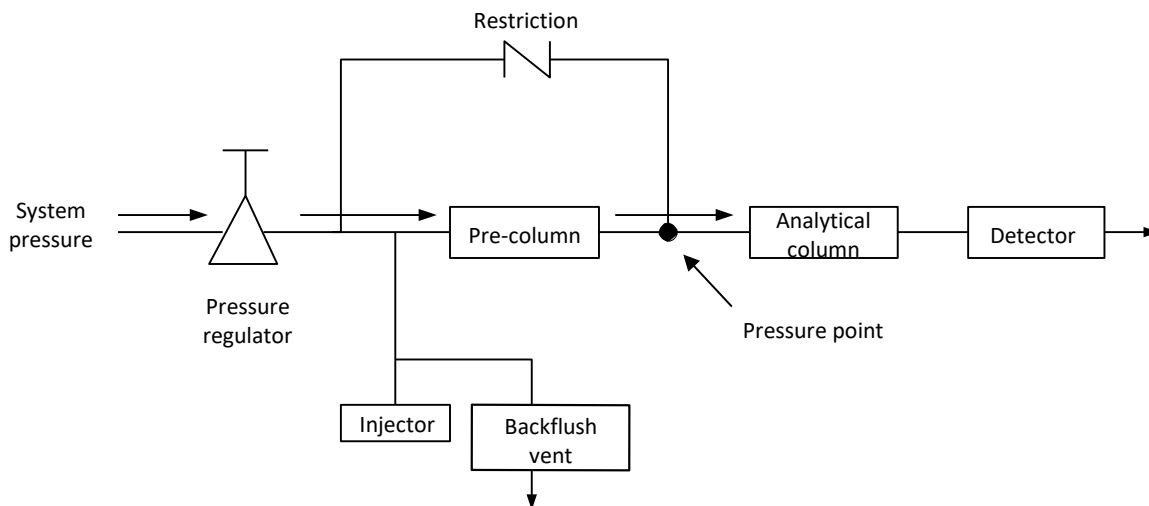 Restriction
System
pressure
Pre-column
Analytical
column
Detector
Pressure
regulator
Pressure point
Injector
Backflush
vent